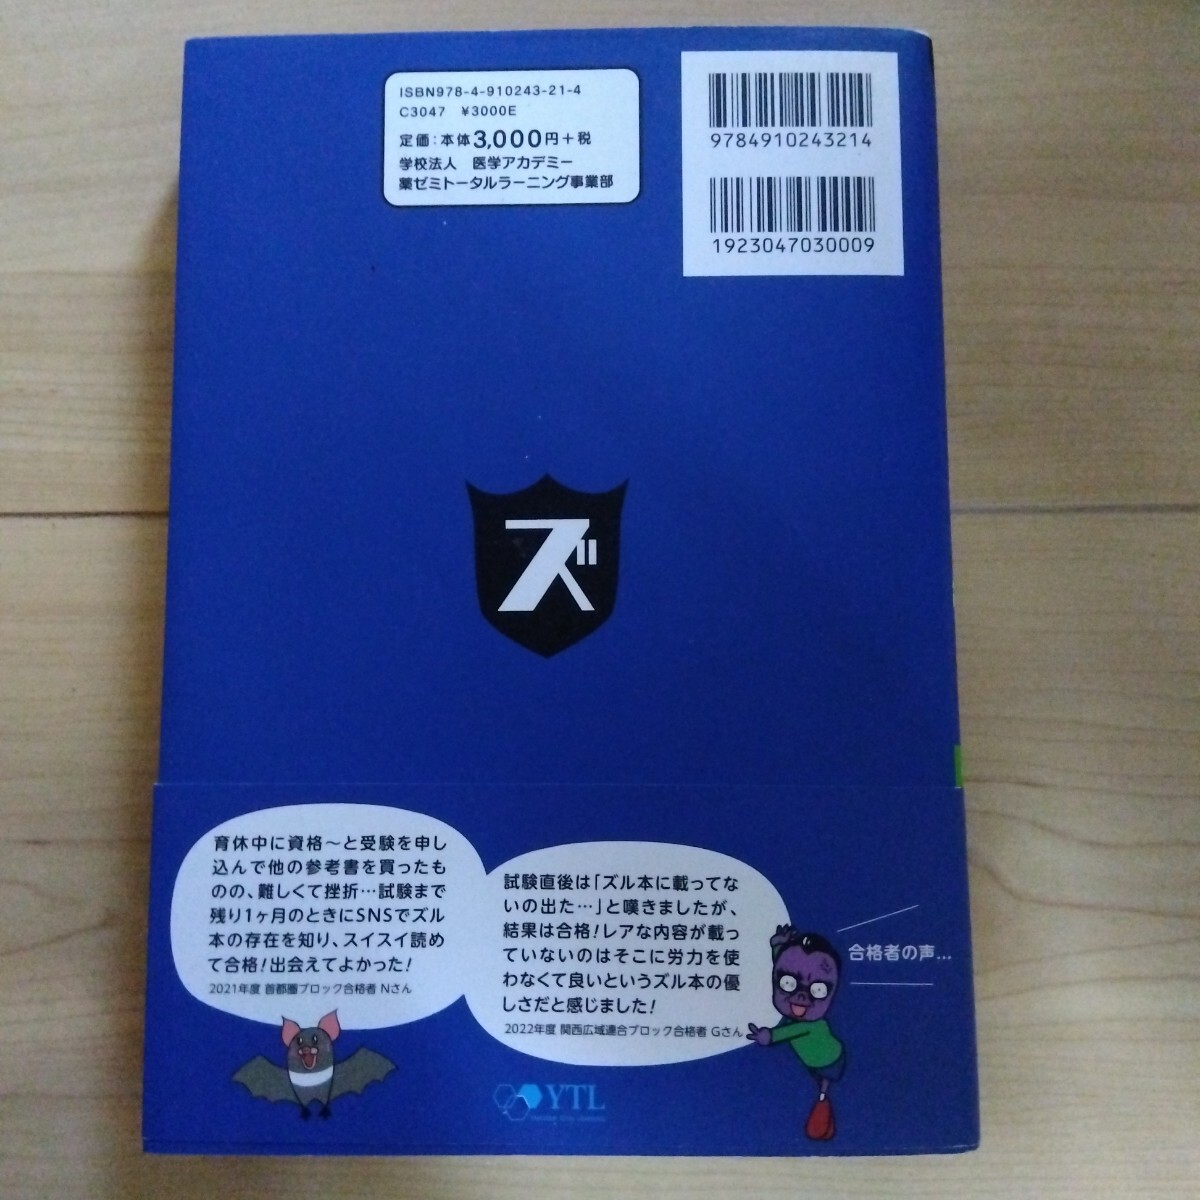 ISBN978-4-910243-21-4
C3047 ¥3000E
定価:本体3,000円+税
学校法人 医学アカデミー
薬ゼミトータルラーニング事業部
9784910243214
1923047030009
ズ
育休中に資格~と受験を申し
込んで他の参考書を買ったも
のの、難しくて挫折…試験まで
残り1ヶ月のときにSNSでズル
本の存在を知り、スイスイ読め
て合格!出会えてよかった!
2021年度 首都圏ブロック合格者 Nさん
試験直後は「ズル本に載ってな
いの出た…」と嘆きましたが、
結果は合格!レアな内容が載っ
ていないのはそこに労力を使
わなくて良いというズル本の優
しさだと感じました!
2022年度 関西広域連合ブロック合格者 Gさん
合格者の声…
YTL